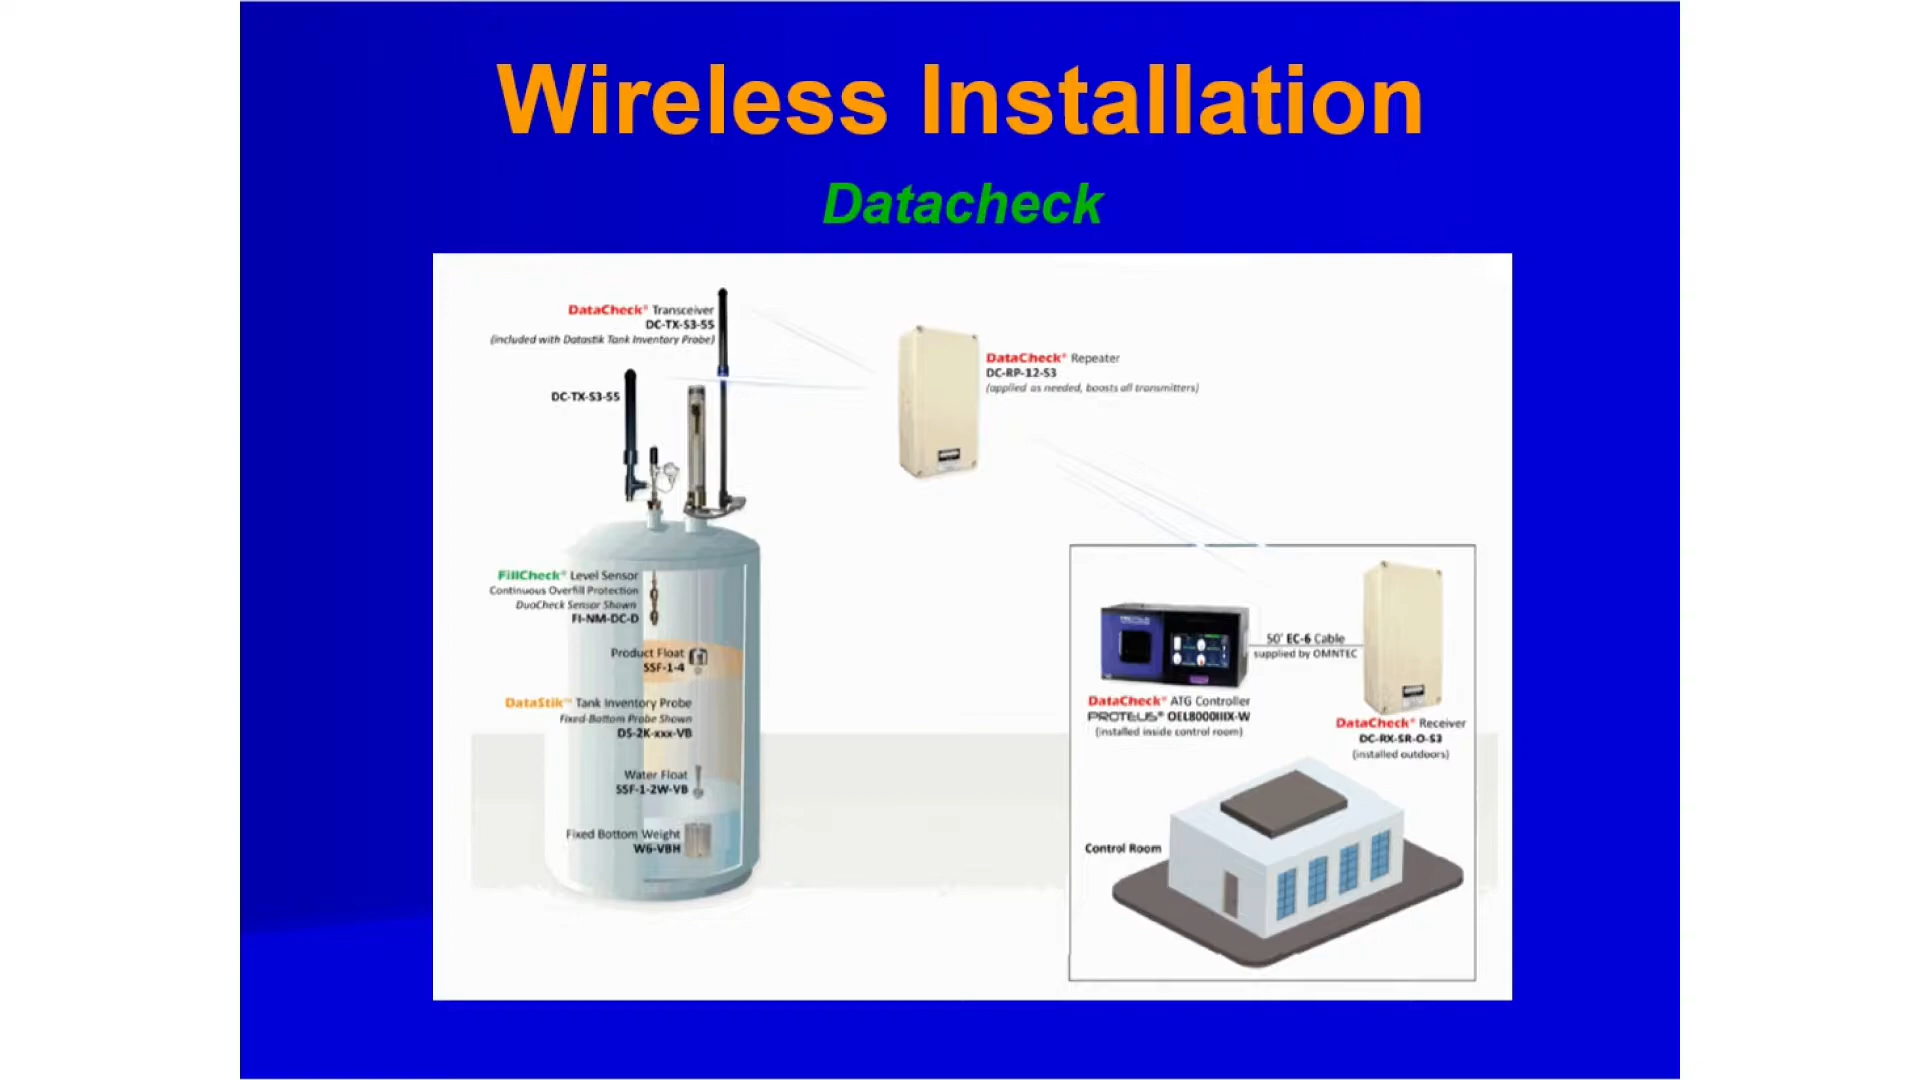 Wireless Installation
Datacheck
DataCheck® Transceiver
DC-TX-S3-55
(included with Datastik Tank Inventory Probe)
DC-TX-S3-55
DataCheck® Repeater
DC-RP-12-S3
(applied as needed, boosts all transmitters)
FillCheck® Level Sensor
Continuous Overfill Protection
DuoCheck Sensor Shown
FI-NM-DC-D
Product Float
SSF-1-4
DataStik™ Tank Inventory Probe
Fixed-Bottom Probe Shown
DS-2K-xxx-VB
Water Float
SSF-1-2W-VB
Fixed Bottom Weight
W6-VBH
50' EC-6 Cable
supplied by OMNTEC
DataCheck® ATG Controller
PROTEUS® OEL8000IIIX-W
(installed inside control room)
DataCheck® Receiver
DC-RX-SR-O-S3
(installed outdoors)
Control Room